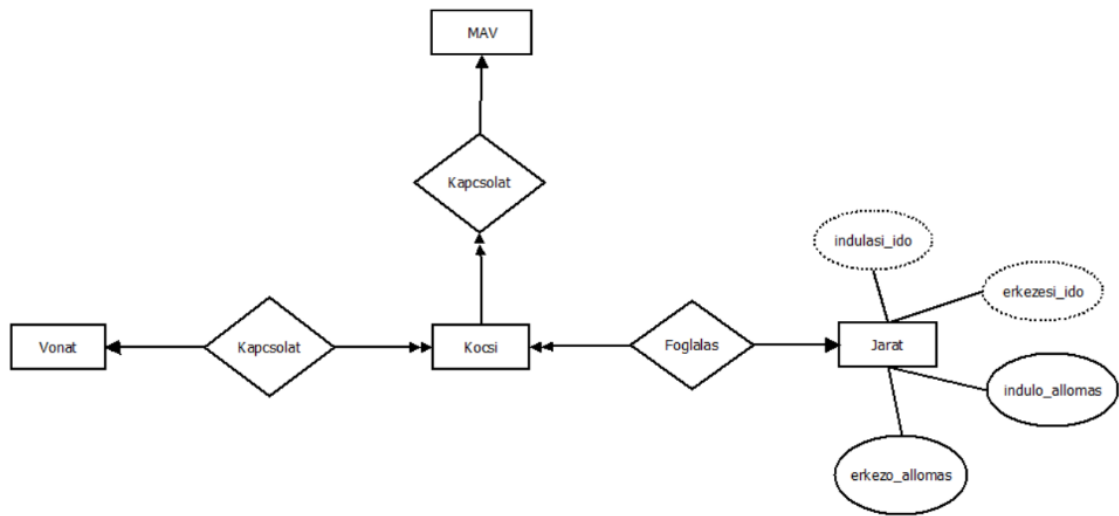 MAV
Kapcsolat
indulasi_ido
erkezesi_ido
Vonat
Kapcsolat
Kocsi
Foglalas
Jarat
indulo_allomas
erkezo_allomas